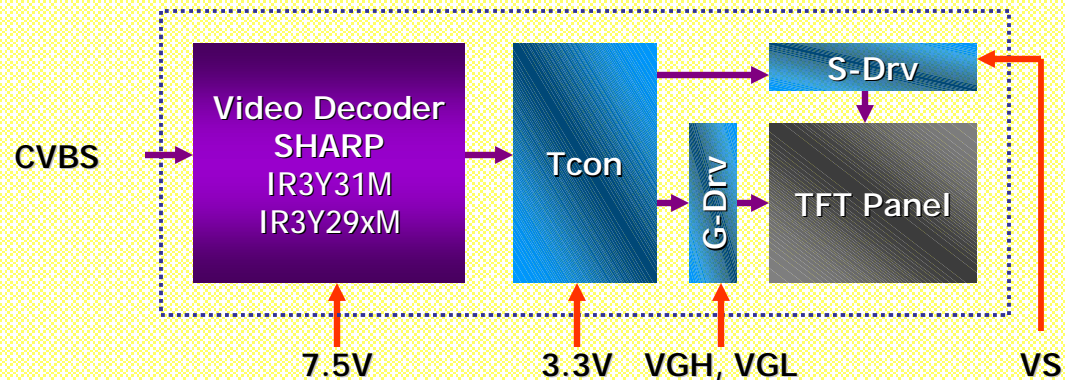 CVBS
Video Decoder
SHARP
IR3Y31M
IR3Y29xM
Tcon
S-Drv
G-Drv
TFT Panel
7.5V
3.3V
VGH, VGL
VS